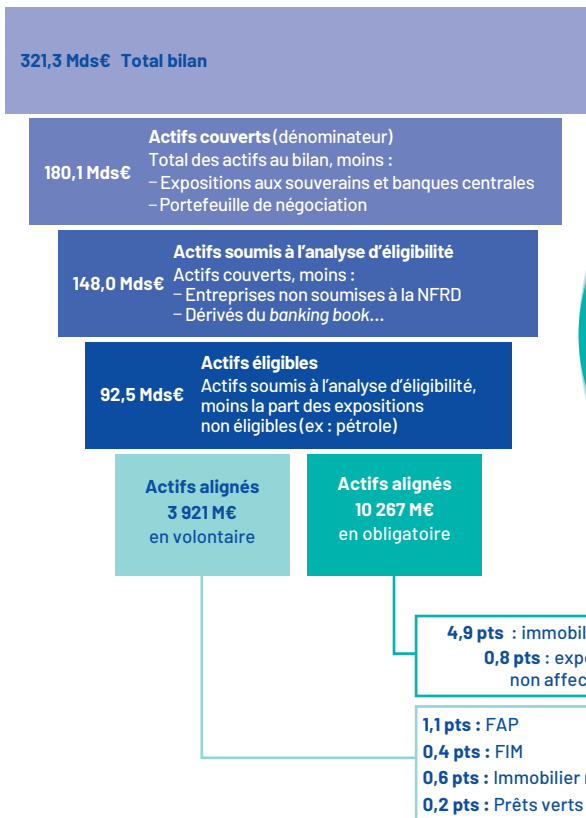 321,3 Mds€ Total bilan
Actifs couverts (dénominateur)
Total des actifs au bilan, moins :
180,1 Mds€
– Expositions aux souverains et banques centrales
– Portefeuille de négociation
Actifs soumis à l'analyse d'éligibilité
Actifs couverts, moins :
148,0 Mds€
– Entreprises non soumises à la NFRD
– Dérivés du banking book...
Actifs éligibles
92,5 Mds€
Actifs soumis à l'analyse d'éligibilité,
moins la part des expositions
non éligibles (ex : pétrole)
Actifs alignés
3 921 M€
en volontaire
Actifs alignés
10 267 M€
en obligatoire
4,9 pts : immobil
0,8 pts : expo
non affec
1,1 pts : FAP
0,4 pts : FIM
0,6 pts : Immobilier
0,2 pts : Prêts verts